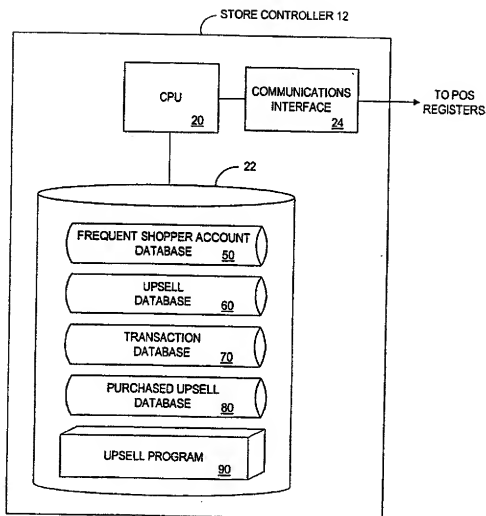 STORE CONTROLLER 12
CPU
20
COMMUNICATIONS
INTERFACE
24
TO POS
REGISTERS
22
FREQUENT SHOPPER ACCOUNT
DATABASE
50
UPSELL
DATABASE
60
TRANSACTION
DATABASE
70
PURCHASED UPSELL
DATABASE
80
UPSELL PROGRAM
90